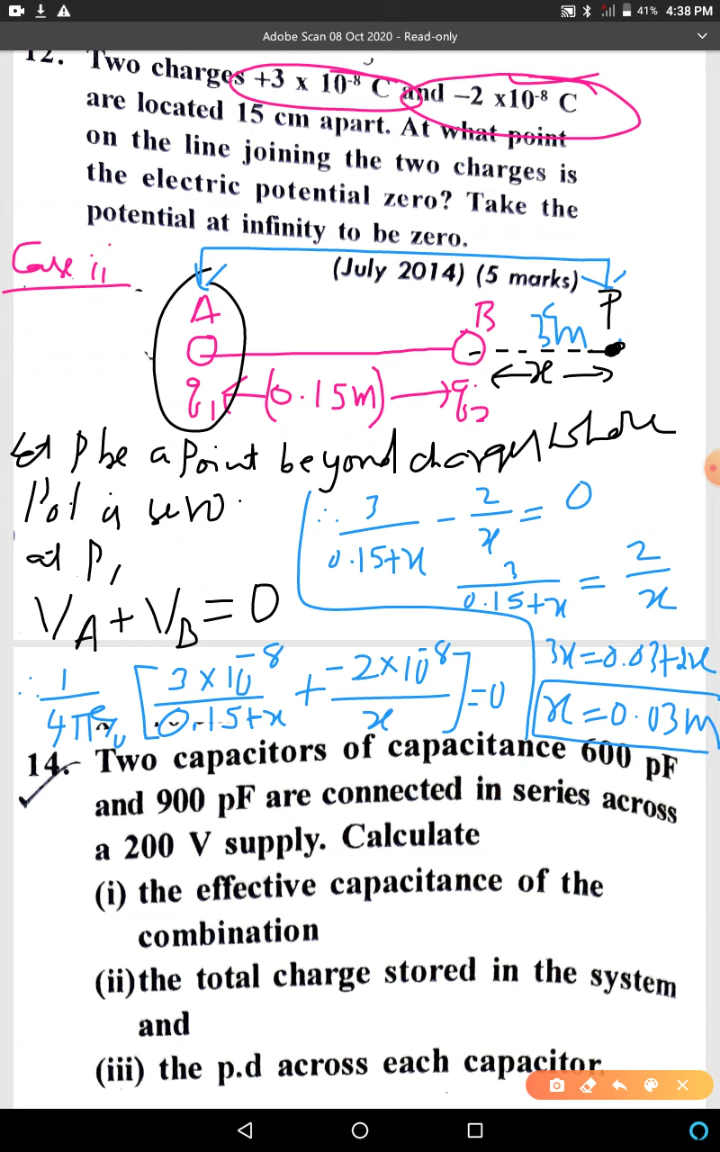 41% 4:38 PM
Adobe Scan 08 Oct 2020 - Read-only
12. Two charges +3 x 10⁻⁸ C and –2 x10⁻⁸ C
are located 15 cm apart. At what point
on the line joining the two charges is
the electric potential zero? Take the
potential at infinity to be zero.
(July 2014) (5 marks)
Case ii
A B P
q₁ (0.15m) q₂ x
let P be a Point beyond charges where
Pot is zero.
at P,
V_A + V_B = 0
∴ 1/4πε₀ [3×10⁻⁸/0.15+x + -2×10⁻⁸/x] = 0
∴ 3/0.15+x - 2/x = 0
3/0.15+x = 2/x
3x=0.03+2x
x=0.03m
14. Two capacitors of capacitance 600 pF
and 900 pF are connected in series across
a 200 V supply. Calculate
(i) the effective capacitance of the
combination
(ii) the total charge stored in the system
and
(iii) the p.d across each capacitor.